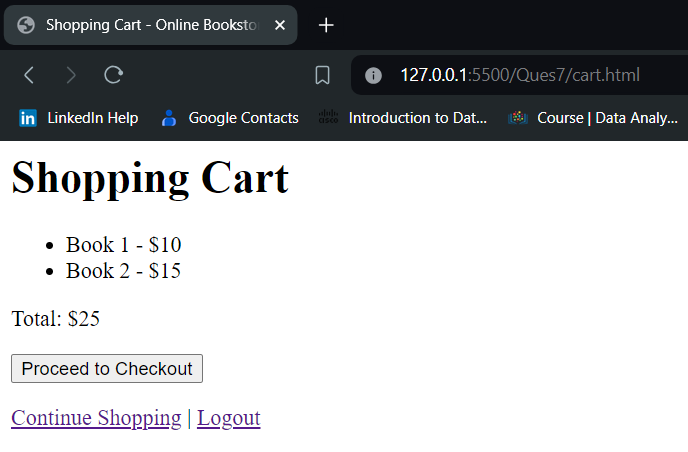 Shopping Cart - Online Booksto
127.0.0.1:5500/Ques7/cart.html
in LinkedIn Help Google Contacts CISCO Introduction to Dat... Course | Data Analy...
Shopping Cart
• Book 1 - $10
• Book 2 - $15
Total: $25
Proceed to Checkout
Continue Shopping | Logout